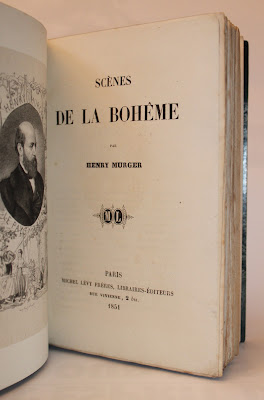 SCÈNES
DE LA BOHÈME
PAR
HENRY MURGER
ML
PARIS
MICHEL LÉVY FRÈRES, LIBRAIRES-ÉDITEURS
RUE VIVIENNE, 2 bis.
1851